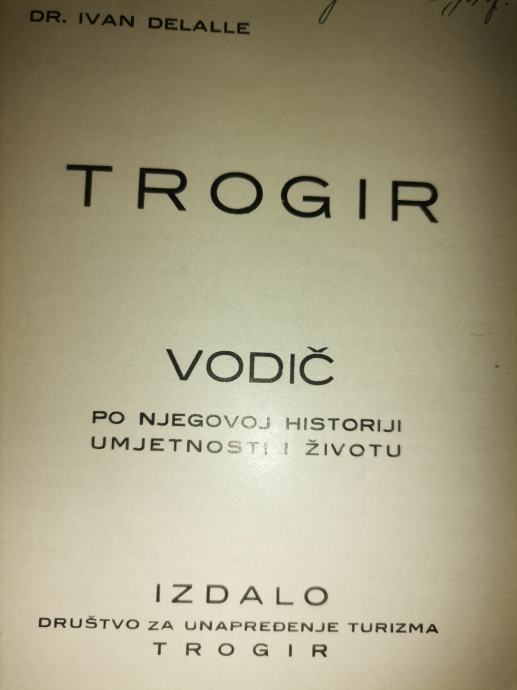 DR. IVAN DELALLE
TROGIR
VODIČ
PO NJEGOVOJ HISTORIJI
UMJETNOSTI I ŽIVOTU
IZDALO
DRUŠTVO ZA UNAPREĐENJE TURIZMA
TROGIR